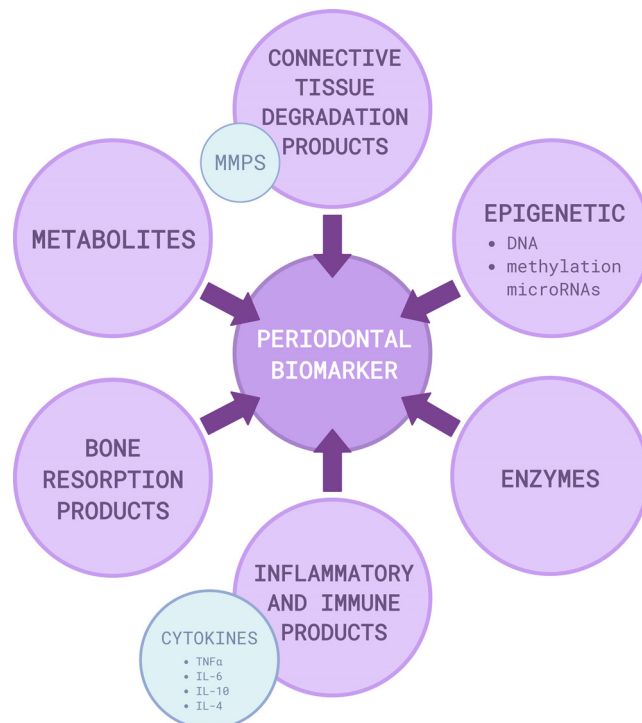 CONNECTIVE
TISSUE
DEGRADATION
PRODUCTS
MMPS
METABOLITES
EPIGENETIC
• DNA
• methylation
microRNAs
PERIODONTAL
BIOMARKER
BONE
RESORPTION
PRODUCTS
ENZYMES
INFLAMMATORY
AND IMMUNE
PRODUCTS
CYTOKINES
• TNFα
• IL-6
• IL-10
• IL-4